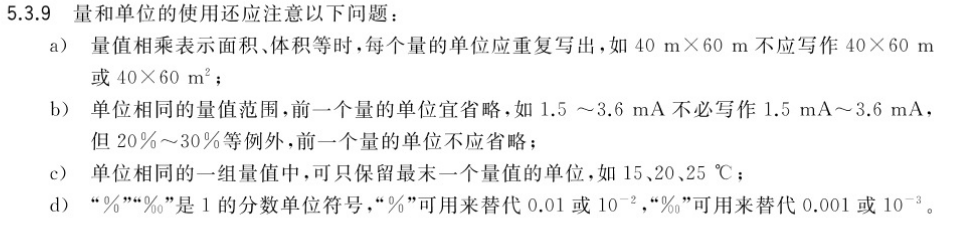 5.3.9 量和单位的使用还应注意以下问题：
a） 量值相乘表示面积、体积等时，每个量的单位应重复写出，如 40 m×60 m 不应写作 40×60 m
或 40×60 m²；
b） 单位相同的量值范围，前一个量的单位宜省略，如 1.5 ～3.6 mA 不必写作 1.5 mA～3.6 mA，
但 20%～30%等例外，前一个量的单位不应省略；
c） 单位相同的一组量值中，可只保留最末一个量值的单位，如 15、20、25 ℃；
d） “%”“‰”是 1 的分数单位符号，“%”可用来替代 0.01 或 10⁻²，“‰”可用来替代 0.001 或 10⁻³。